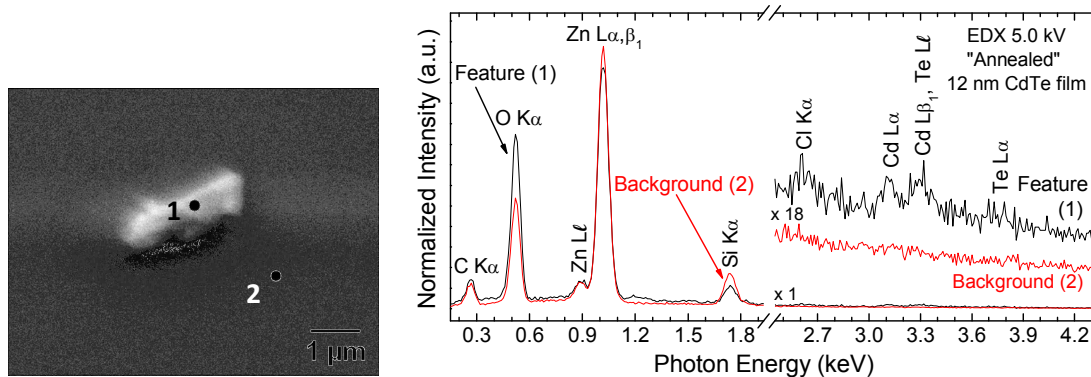 1
2
1 μm
Normalized Intensity (a.u.)
Zn Lα,β₁
Feature (1)
O Kα
C Kα
Zn Lℓ
Background (2)
Si Kα
EDX 5.0 kV
"Annealed"
12 nm CdTe film
Cl Kα
Cd Lα
Cd Lβ₁, Te Lℓ
Te Lα
Feature
(1)
x 18
Background (2)
x 1
0.3 0.6 0.9 1.2 1.5 1.8 2.7 3.0 3.3 3.6 3.9 4.2
Photon Energy (keV)